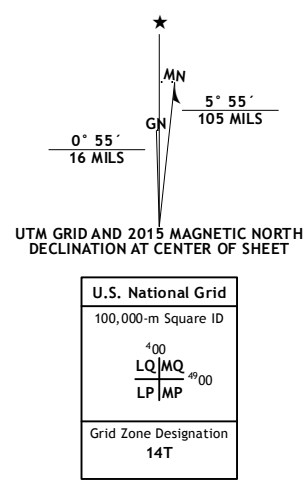 ★
MN
GN
5° 55´
105 MILS
0° 55´
16 MILS
UTM GRID AND 2015 MAGNETIC NORTH
DECLINATION AT CENTER OF SHEET
U.S. National Grid
100,000-m Square ID
⁴00
LQ MQ
⁴⁹00
LP MP
Grid Zone Designation
14T